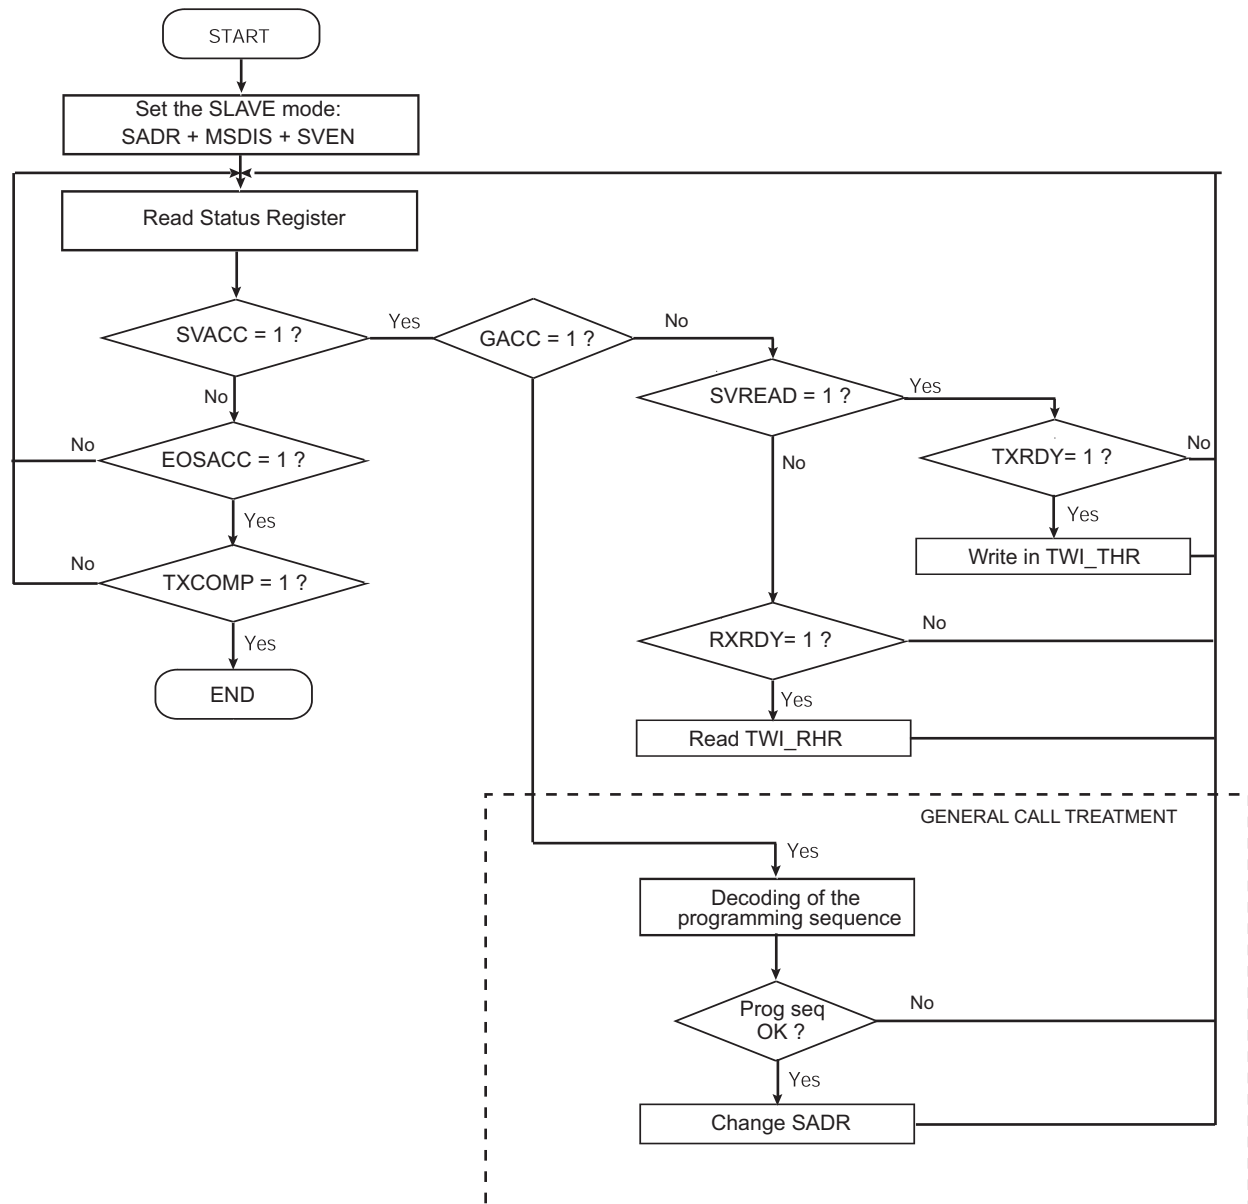 START
Set the SLAVE mode:
SADR + MSDIS + SVEN
Read Status Register
SVACC = 1 ?
Yes
GACC = 1 ?
No
SVREAD = 1 ?
Yes
No
EOSACC = 1 ?
No
No
TXRDY= 1 ?
No
Yes
Yes
Write in TWI_THR
TXCOMP = 1 ?
No
Yes
RXRDY= 1 ?
No
END
Yes
Read TWI_RHR
GENERAL CALL TREATMENT
Yes
Decoding of the
programming sequence
Prog seq
OK ?
No
Yes
Change SADR